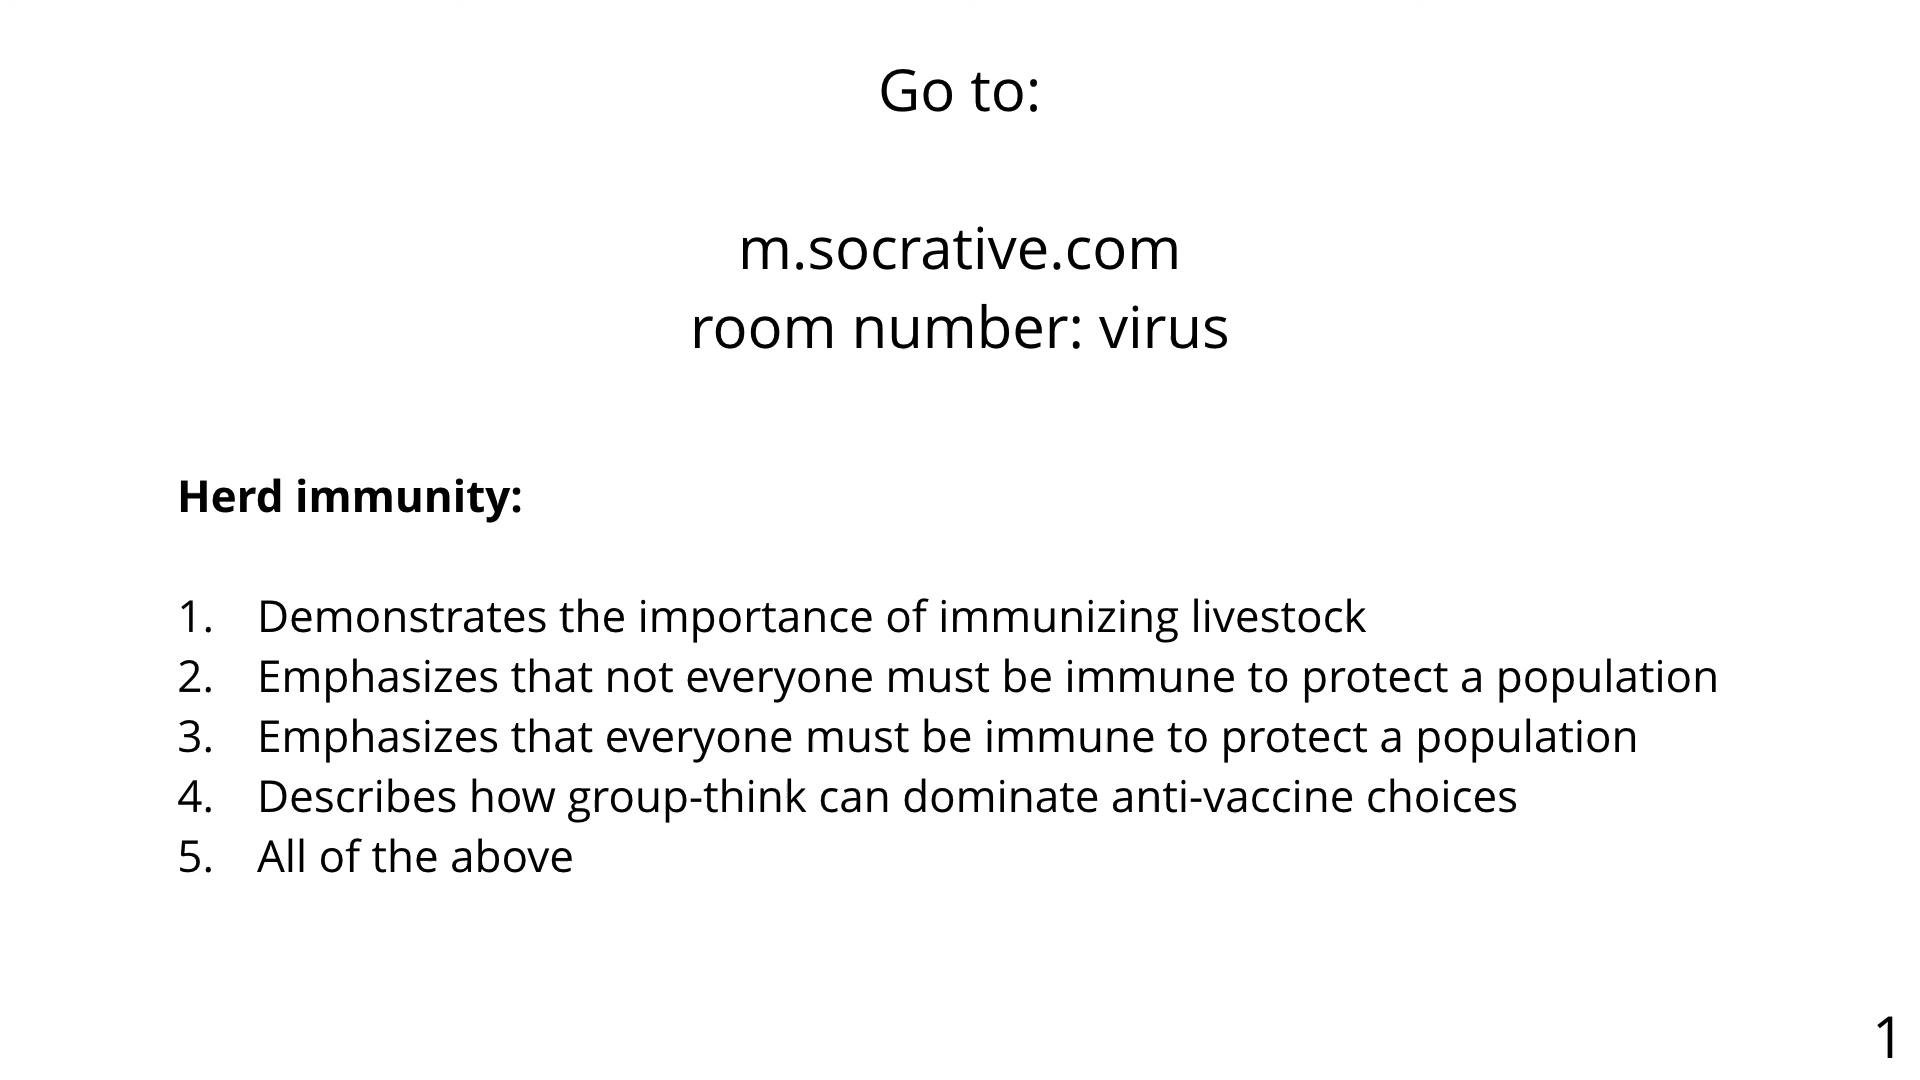 Go to:
m.socrative.com
room number: virus
Herd immunity:
1. Demonstrates the importance of immunizing livestock
2. Emphasizes that not everyone must be immune to protect a population
3. Emphasizes that everyone must be immune to protect a population
4. Describes how group-think can dominate anti-vaccine choices
5. All of the above
1